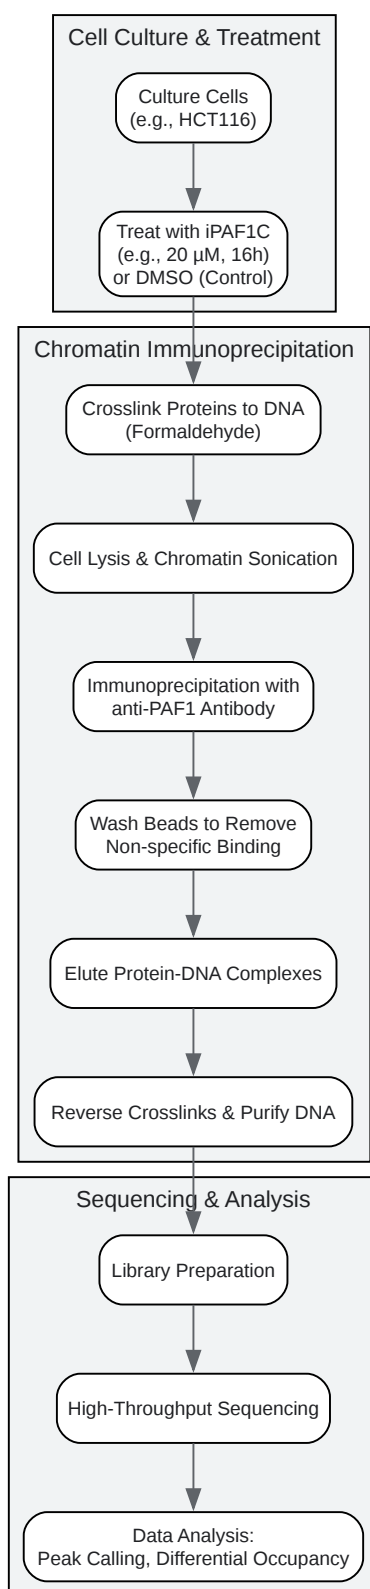 Cell Culture & Treatment
Culture Cells
(e.g., HCT116)
Treat with iPAF1C
(e.g., 20 µM, 16h)
or DMSO (Control)
Chromatin Immunoprecipitation
Crosslink Proteins to DNA
(Formaldehyde)
Cell Lysis & Chromatin Sonication
Immunoprecipitation with
anti-PAF1 Antibody
Wash Beads to Remove
Non-specific Binding
Elute Protein-DNA Complexes
Reverse Crosslinks & Purify DNA
Sequencing & Analysis
Library Preparation
High-Throughput Sequencing
Data Analysis:
Peak Calling, Differential Occupancy